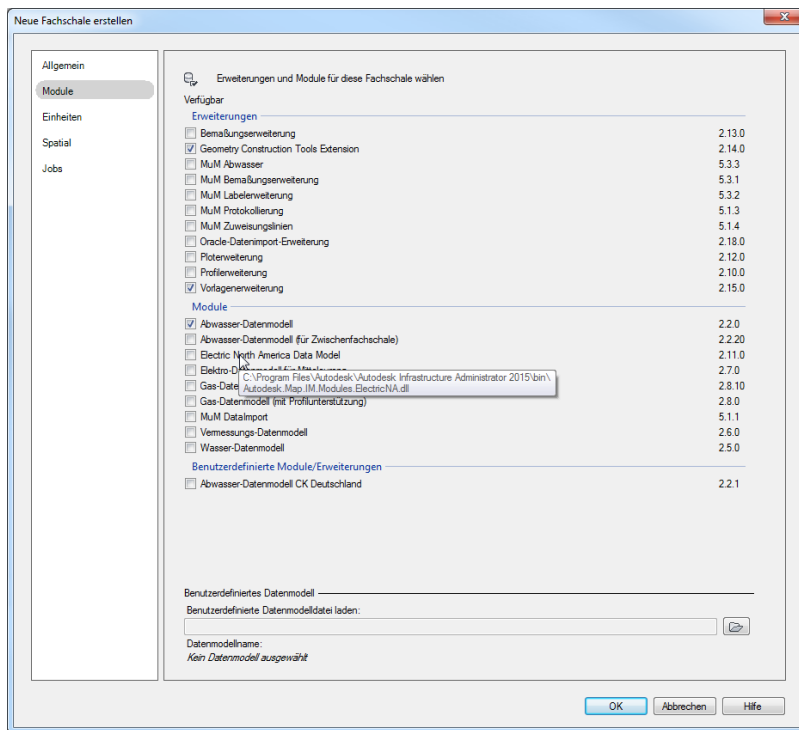 Neue Fachschale erstellen
Allgemein
Module
Einheiten
Spatial
Jobs
Erweiterungen und Module für diese Fachschale wählen
Verfügbar
Erweiterungen
Bemaßungserweiterung 2.13.0
Geometry Construction Tools Extension 2.14.0
MuM Abwasser 5.3.3
MuM Bemaßungserweiterung 5.3.1
MuM Labelerweiterung 5.3.2
MuM Protokollierung 5.1.3
MuM Zuweisungslinien 5.1.4
Oracle-Datenimport-Erweiterung 2.18.0
Ploterweiterung 2.12.0
Profilerweiterung 2.10.0
Vorlagenerweiterung 2.15.0
Module
Abwasser-Datenmodell 2.2.0
Abwasser-Datenmodell (für Zwischenfachschale) 2.2.20
Electric North America Data Model 2.11.0
Elektro-Datenmodell für Mitteleuropa 2.7.0
C:\Program Files\Autodesk\Autodesk Infrastructure Administrator 2015\bin\
Autodesk.Map.IM.Modules.ElectricNA.dll
Gas-Date 2.8.10
Gas-Datenmodell (mit Profilunterstützung) 2.8.0
MuM DataImport 5.1.1
Vermessungs-Datenmodell 2.6.0
Wasser-Datenmodell 2.5.0
Benutzerdefinierte Module/Erweiterungen
Abwasser-Datenmodell CK Deutschland 2.2.1
Benutzerdefiniertes Datenmodell
Benutzerdefinierte Datenmodelldatei laden:
Datenmodellname:
Kein Datenmodell ausgewählt
OK
Abbrechen
Hilfe